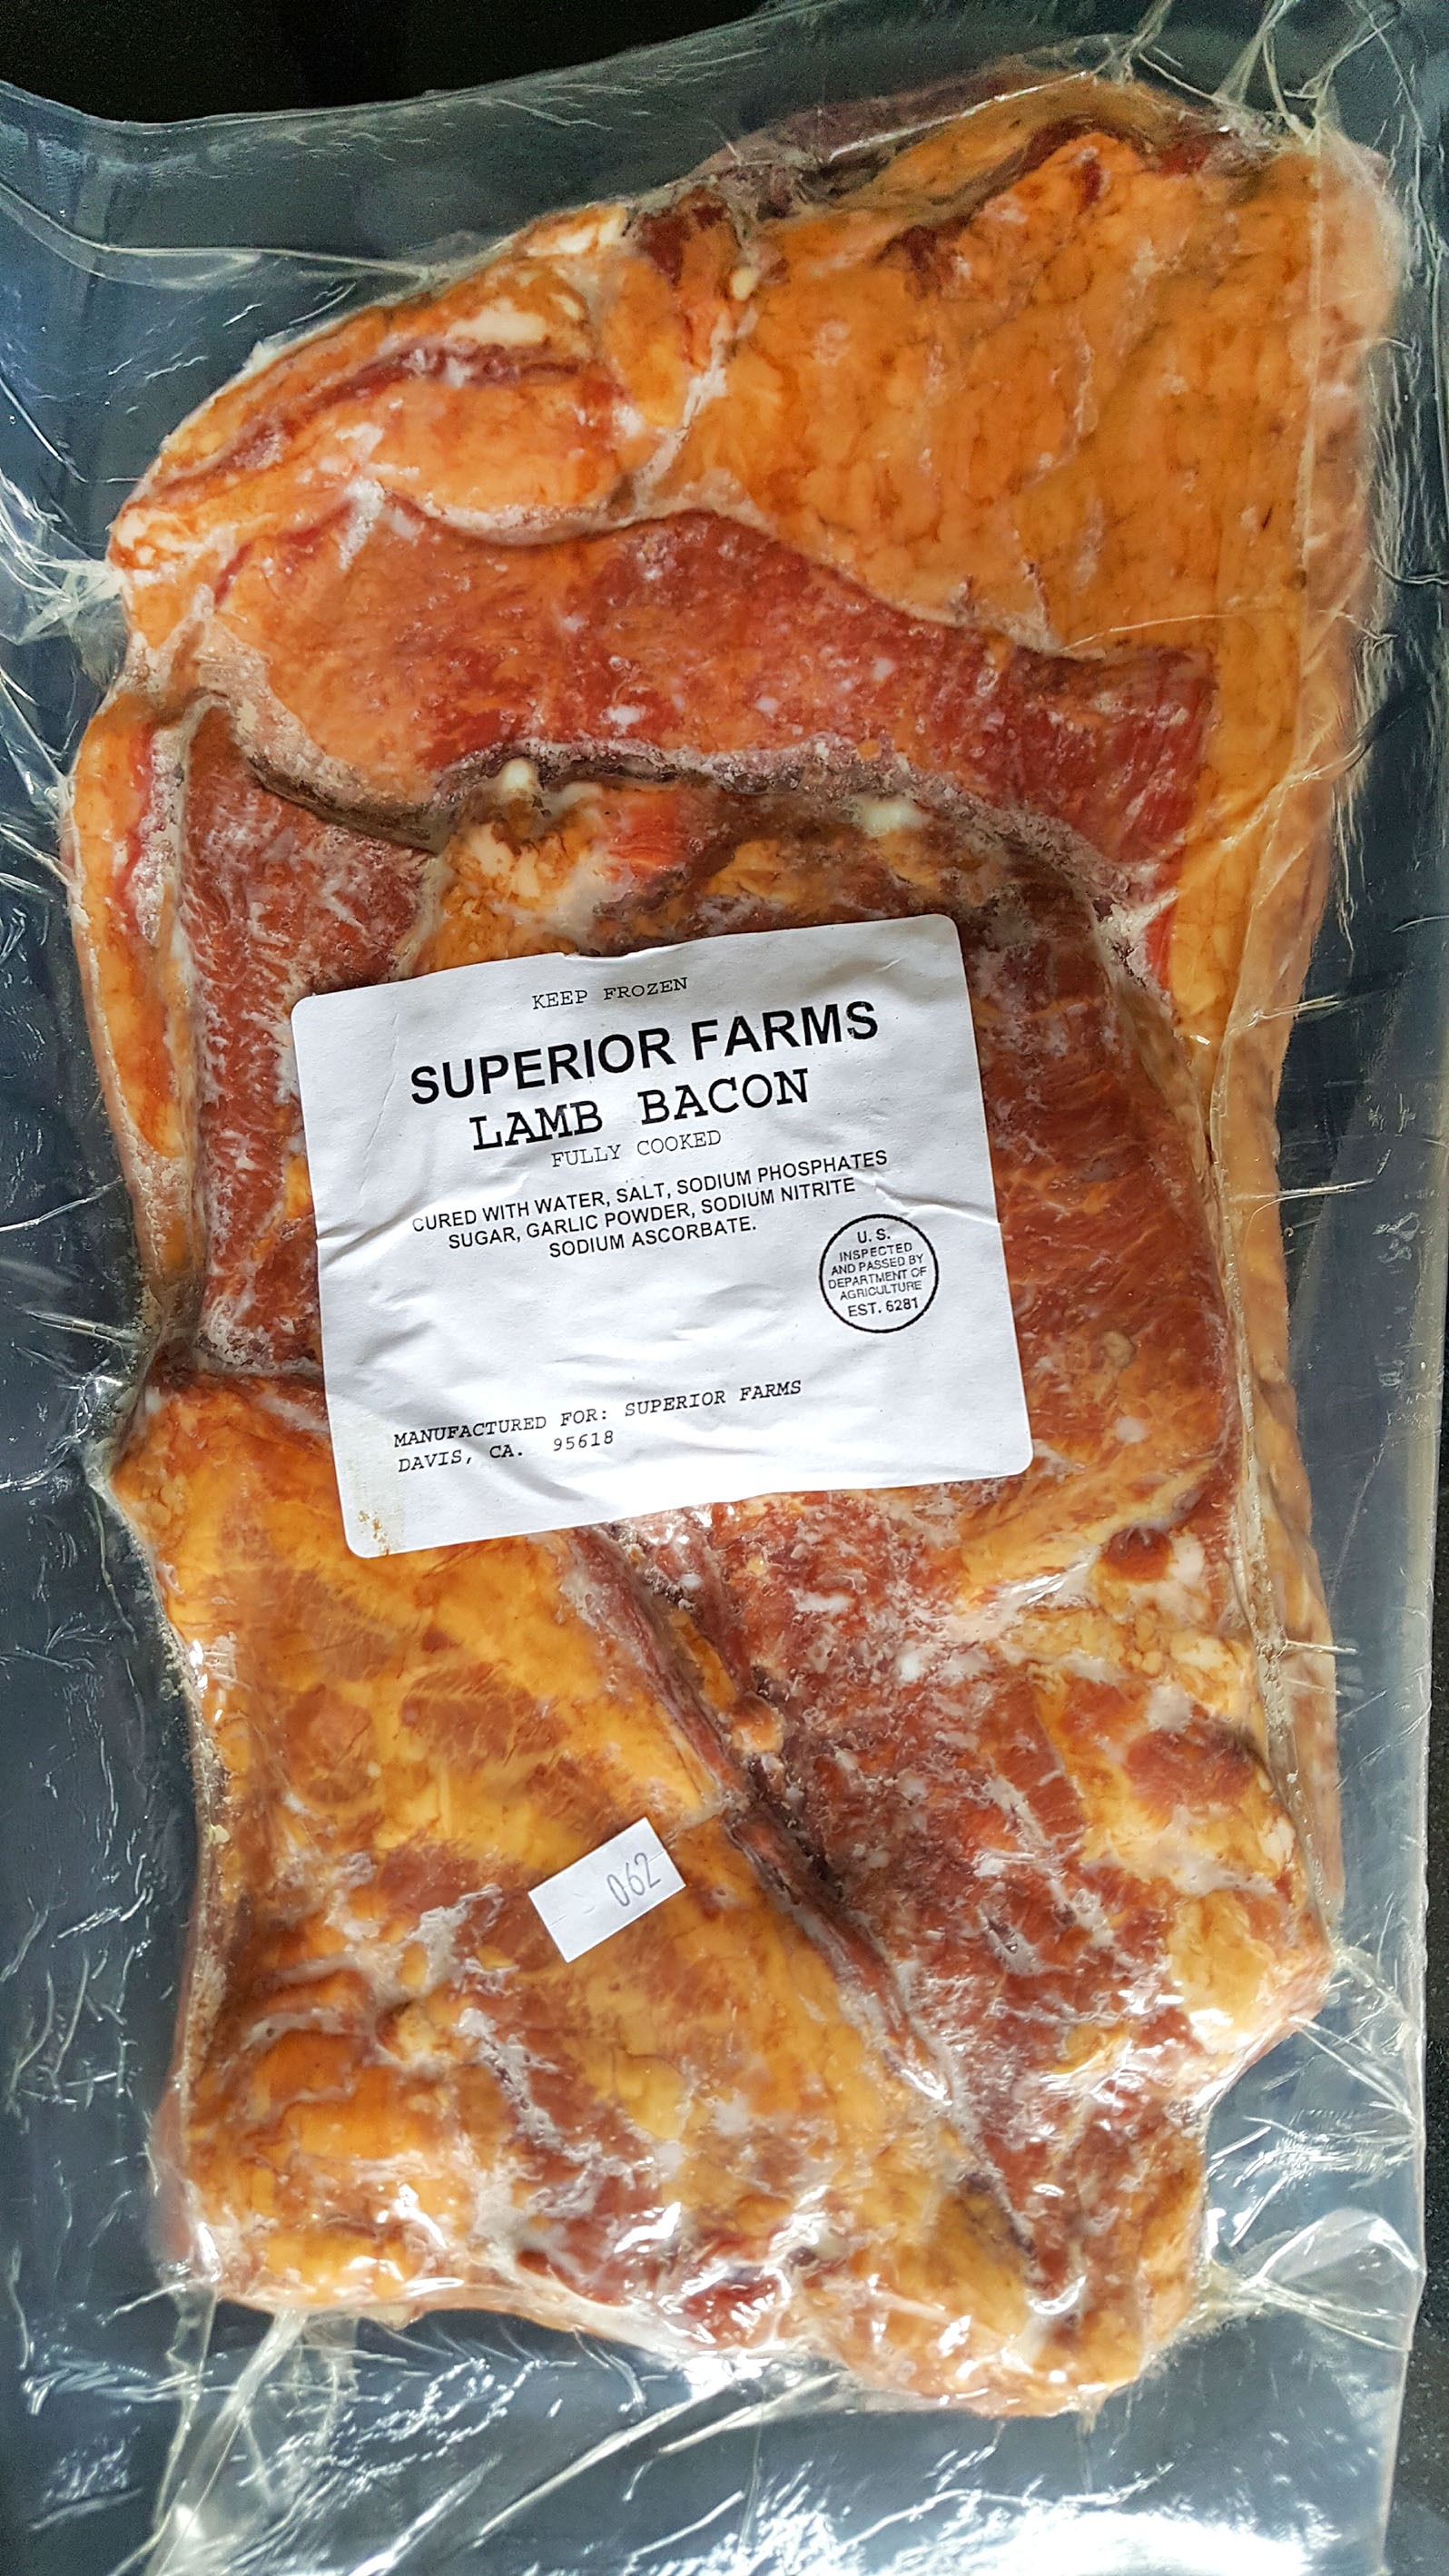 KEEP FROZEN
SUPERIOR FARMS
LAMB BACON
FULLY COOKED
CURED WITH WATER, SALT, SODIUM PHOSPHATES
SUGAR, GARLIC POWDER, SODIUM NITRITE
SODIUM ASCORBATE.
U. S.
INSPECTED
AND PASSED BY
DEPARTMENT OF
AGRICULTURE
EST. 6281
MANUFACTURED FOR: SUPERIOR FARMS
DAVIS, CA. 95618
062